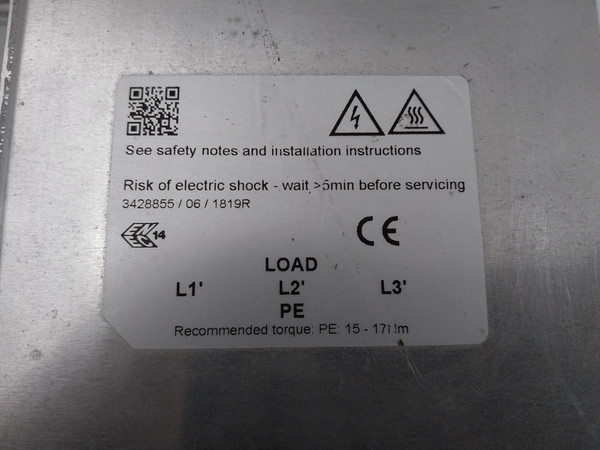 See safety notes and installation instructions
Risk of electric shock - wait >5min before servicing
3428855 / 06 / 1819R
ENEC 14
CE
LOAD
L1' L2' L3'
PE
Recommended torque: PE: 15 -